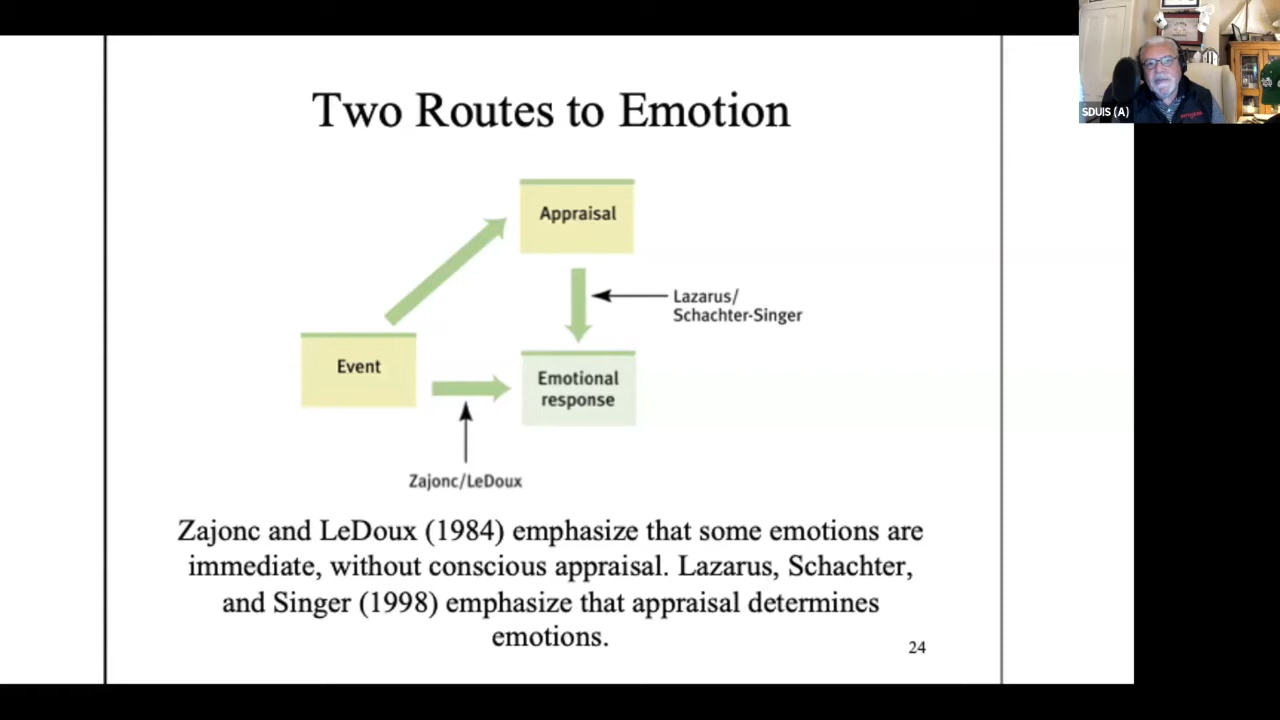 SDUIS (A)
Two Routes to Emotion
Appraisal
Lazarus/
Schachter-Singer
Event
Emotional
response
Zajonc/LeDoux
Zajonc and LeDoux (1984) emphasize that some emotions are
immediate, without conscious appraisal. Lazarus, Schachter,
and Singer (1998) emphasize that appraisal determines
emotions.
24